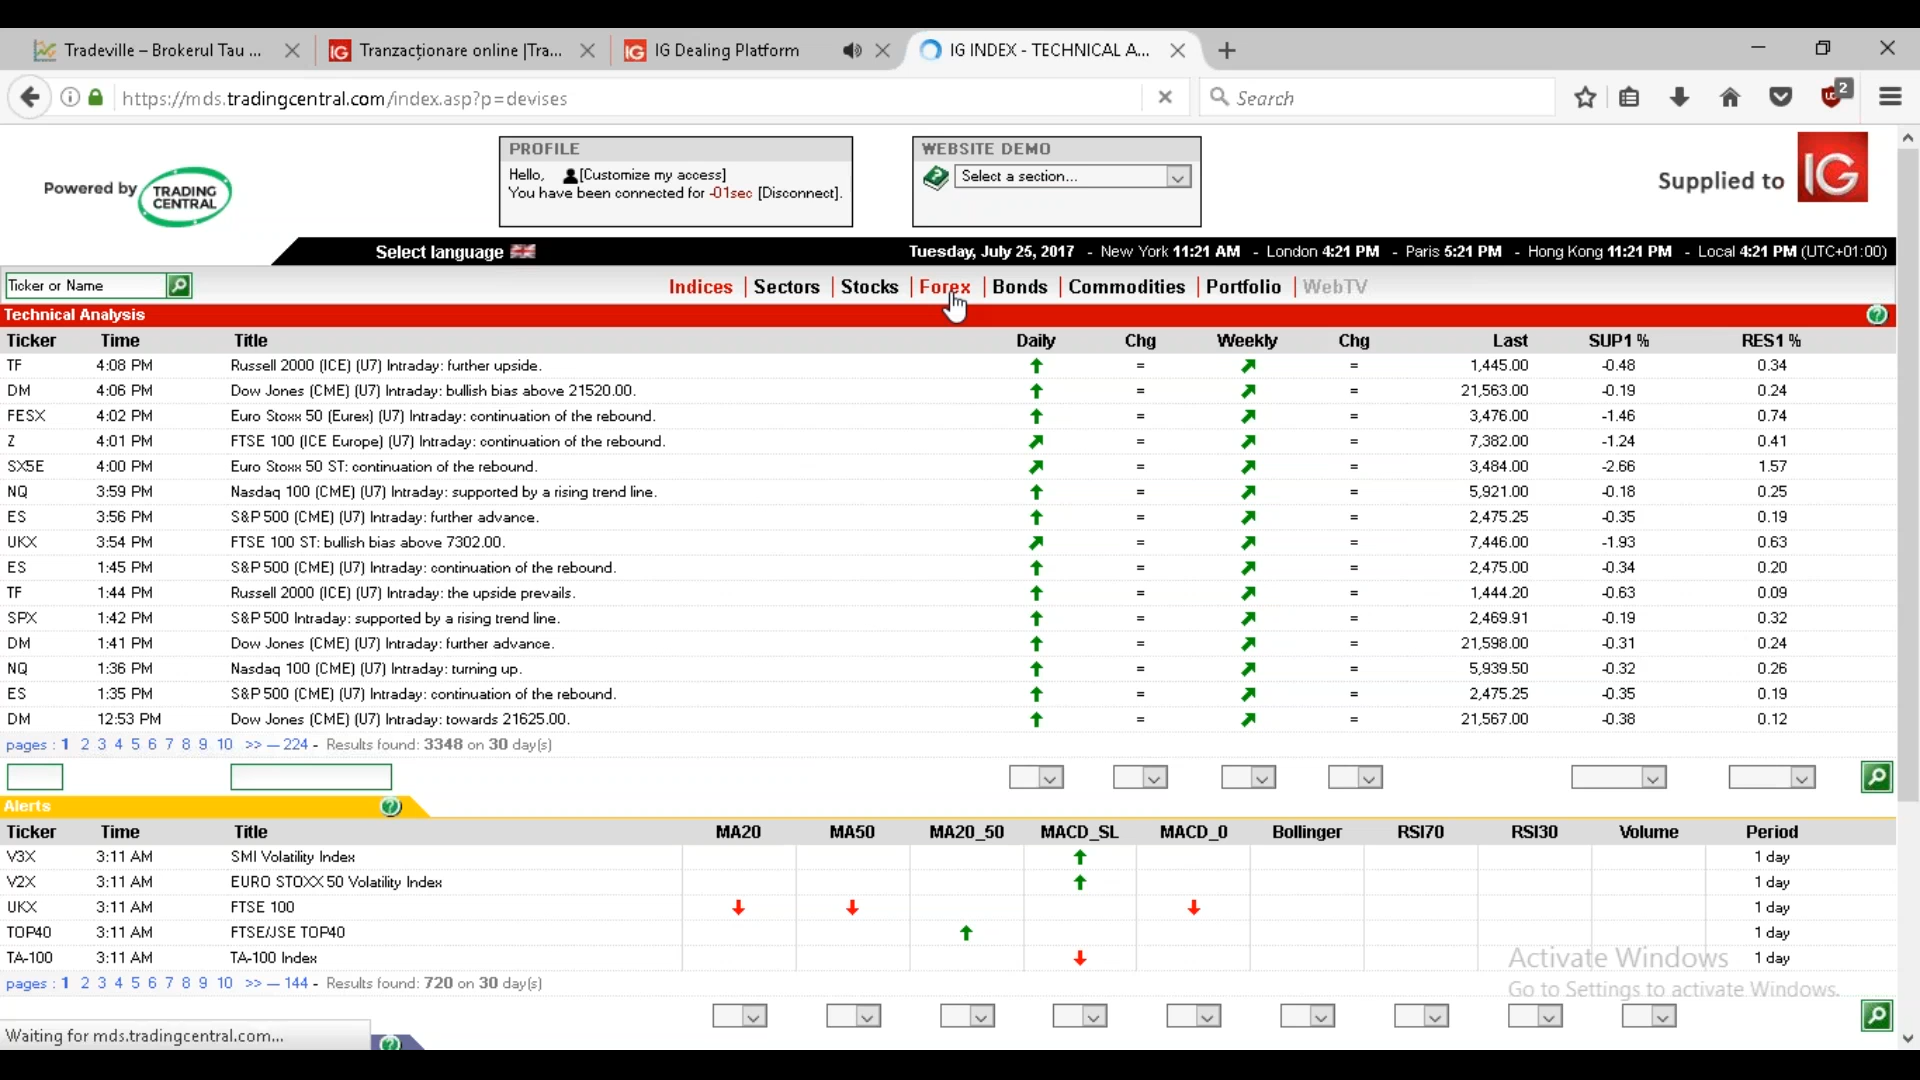 Tradeville – Brokerul Tau ...
Tranzacționare online |Tra...
IG Dealing Platform
IG INDEX - TECHNICAL A...
https://mds.tradingcentral.com/index.asp?p=devises
Search
2
Powered by TRADING CENTRAL
PROFILE
Hello, [Customize my access]
You have been connected for -01sec [Disconnect].
WEBSITE DEMO
Select a section...
Supplied to IG
Select language
Tuesday, July 25, 2017 - New York 11:21 AM - London 4:21 PM - Paris 5:21 PM - Hong Kong 11:21 PM - Local 4:21 PM (UTC+01:00)
Ticker or Name
Indices Sectors Stocks Forex Bonds Commodities Portfolio WebTV
Technical Analysis
Ticker Time Title Daily Chg Weekly Chg Last SUP1 % RES1 %
TF 4:08 PM Russell 2000 (ICE) (U7) Intraday: further upside. = = 1,445.00 -0.48 0.34
DM 4:06 PM Dow Jones (CME) (U7) Intraday: bullish bias above 21520.00. = = 21,563.00 -0.19 0.24
FESX 4:02 PM Euro Stoxx 50 (Eurex) (U7) Intraday: continuation of the rebound. = = 3,476.00 -1.46 0.74
Z 4:01 PM FTSE 100 (ICE Europe) (U7) Intraday: continuation of the rebound. = = 7,382.00 -1.24 0.41
SX5E 4:00 PM Euro Stoxx 50 ST: continuation of the rebound. = = 3,484.00 -2.66 1.57
NQ 3:59 PM Nasdaq 100 (CME) (U7) Intraday: supported by a rising trend line. = = 5,921.00 -0.18 0.25
ES 3:56 PM S&P 500 (CME) (U7) Intraday: further advance. = = 2,475.25 -0.35 0.19
UKX 3:54 PM FTSE 100 ST: bullish bias above 7302.00. = = 7,446.00 -1.93 0.63
ES 1:45 PM S&P 500 (CME) (U7) Intraday: continuation of the rebound. = = 2,475.00 -0.34 0.20
TF 1:44 PM Russell 2000 (ICE) (U7) Intraday: the upside prevails. = = 1,444.20 -0.63 0.09
SPX 1:42 PM S&P 500 Intraday: supported by a rising trend line. = = 2,469.91 -0.19 0.32
DM 1:41 PM Dow Jones (CME) (U7) Intraday: further advance. = = 21,598.00 -0.31 0.24
NQ 1:36 PM Nasdaq 100 (CME) (U7) Intraday: turning up. = = 5,939.50 -0.32 0.26
ES 1:35 PM S&P 500 (CME) (U7) Intraday: continuation of the rebound. = = 2,475.25 -0.35 0.19
DM 12:53 PM Dow Jones (CME) (U7) Intraday: towards 21625.00. = = 21,567.00 -0.38 0.12
pages : 1 2 3 4 5 6 7 8 9 10 >> — 224 - Results found: 3348 on 30 day(s)
Alerts
Ticker Time Title MA20 MA50 MA20_50 MACD_SL MACD_0 Bollinger RSI70 RSI30 Volume Period
V3X 3:11 AM SMI Volatility Index 1 day
V2X 3:11 AM EURO STOXX 50 Volatility Index 1 day
UKX 3:11 AM FTSE 100 1 day
TOP40 3:11 AM FTSE/JSE TOP40 1 day
TA-100 3:11 AM TA-100 Index 1 day
pages : 1 2 3 4 5 6 7 8 9 10 >> — 144 - Results found: 720 on 30 day(s)
Activate Windows
Go to Settings to activate Windows.
Waiting for mds.tradingcentral.com...